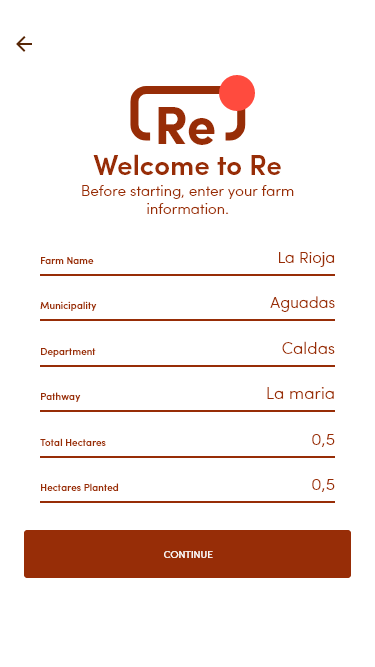 Re
Welcome to Re
Before starting, enter your farm
information.
Farm Name La Rioja
Municipality Aguadas
Department Caldas
Pathway La maria
Total Hectares 0,5
Hectares Planted 0,5
CONTINUE